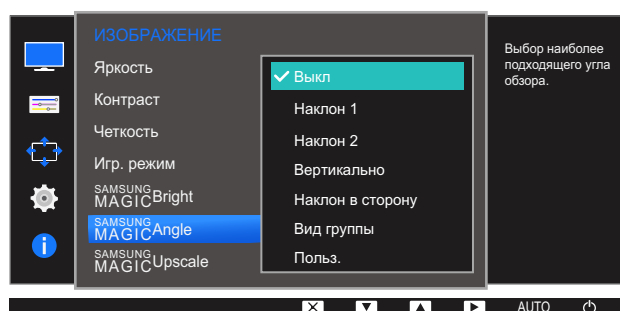 ИЗОБРАЖЕНИЕ
Яркость
Контраст
Четкость
Игр. режим
SAMSUNG
MAGICBright
SAMSUNG
MAGICAngle
SAMSUNG
MAGICUpscale
Выкл
Наклон 1
Наклон 2
Вертикально
Наклон в сторону
Вид группы
Польз.
Выбор наиболее
подходящего угла
обзора.
AUTO